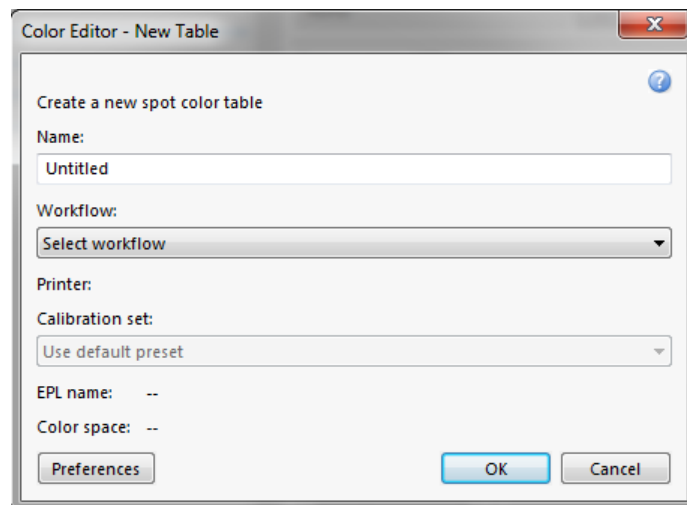 Color Editor - New Table
Create a new spot color table
Name:
Untitled
Workflow:
Select workflow
Printer:
Calibration set:
Use default preset
EPL name: --
Color space: --
Preferences OK Cancel